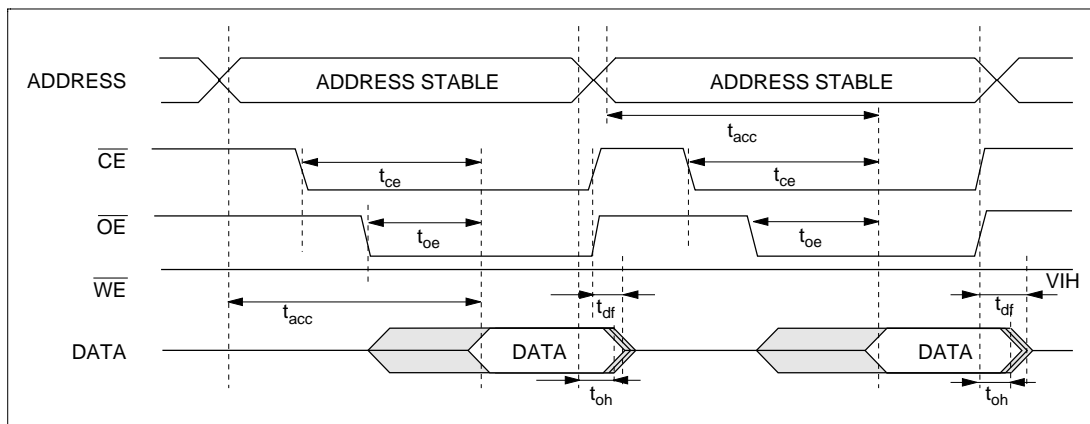 ADDRESS
ADDRESS STABLE
ADDRESS STABLE
tacc
CE
tce
tce
OE
toe
toe
WE
VIH
tacc
tdf
tdf
DATA
DATA
DATA
toh
toh